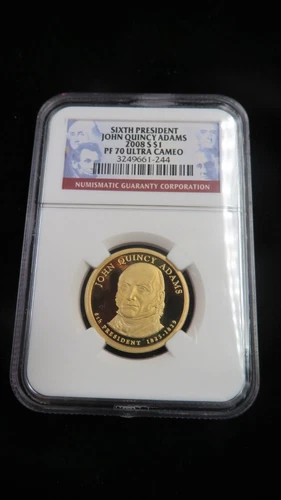 SIXTH PRESIDENT
JOHN QUINCY ADAMS
2008 S $1
PF 70 ULTRA CAMEO
3249661-244
NUMISMATIC GUARANTY CORPORATION
JOHN QUINCY ADAMS
6th PRESIDENT 1825-1829